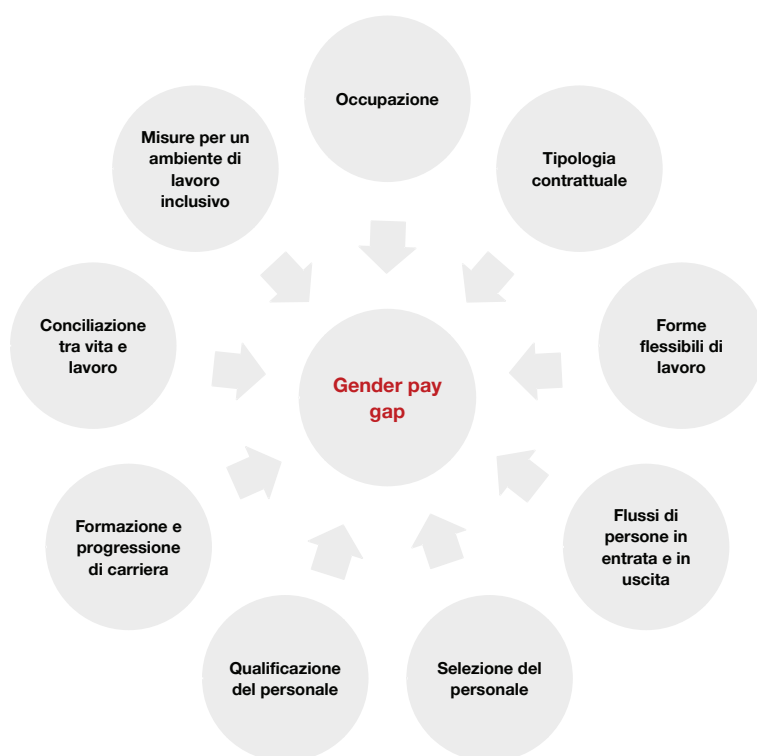 Occupazione
Tipologia
contrattuale
Forme
flessibili di
lavoro
Flussi di
persone in
entrata e in
uscita
Selezione del
personale
Qualificazione
del personale
Formazione e
progressione
di carriera
Conciliazione
tra vita e
lavoro
Misure per un
ambiente di
lavoro
inclusivo
Gender pay
gap